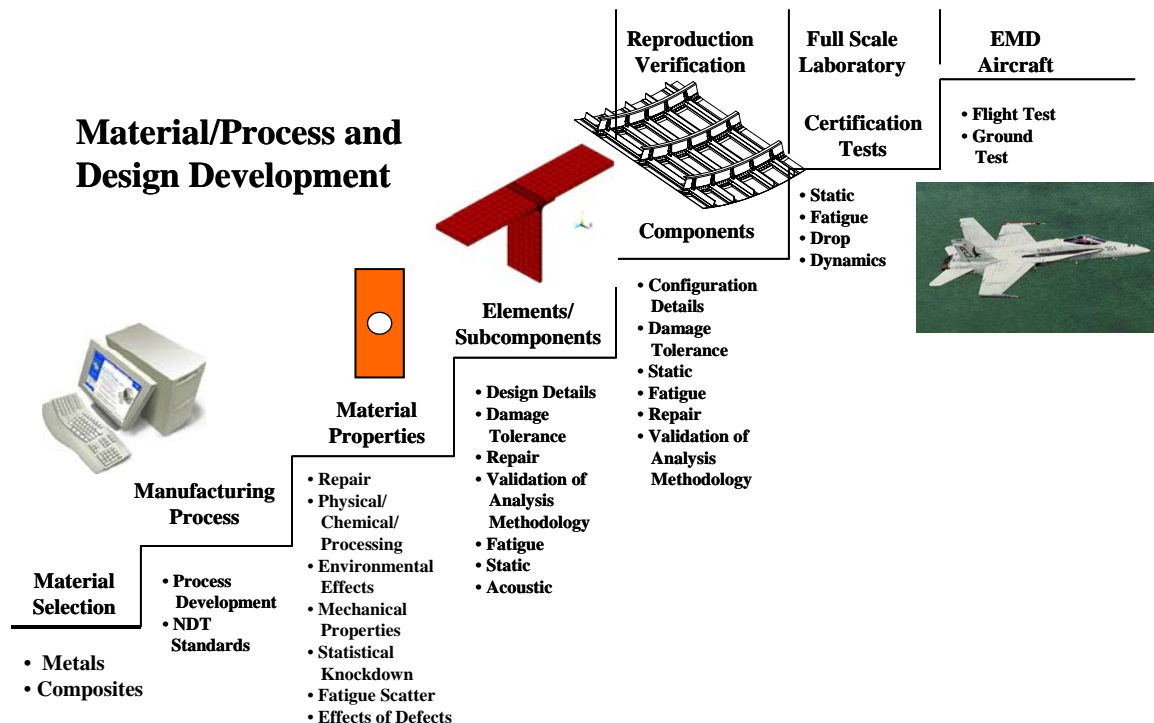 Material/Process and
Design Development
Material
Selection
• Metals
• Composites
Manufacturing
Process
• Process
Development
• NDT
Standards
Material
Properties
• Repair
• Physical/
Chemical/
Processing
• Environmental
Effects
• Mechanical
Properties
• Statistical
Knockdown
• Fatigue Scatter
• Effects of Defects
Elements/
Subcomponents
• Design Details
• Damage
Tolerance
• Repair
• Validation of
Analysis
Methodology
• Fatigue
• Static
• Acoustic
Reproduction
Verification
Components
• Configuration
Details
• Damage
Tolerance
• Static
• Fatigue
• Repair
• Validation of
Analysis
Methodology
Full Scale
Laboratory
Certification
Tests
• Static
• Fatigue
• Drop
• Dynamics
EMD
Aircraft
• Flight Test
• Ground
Test